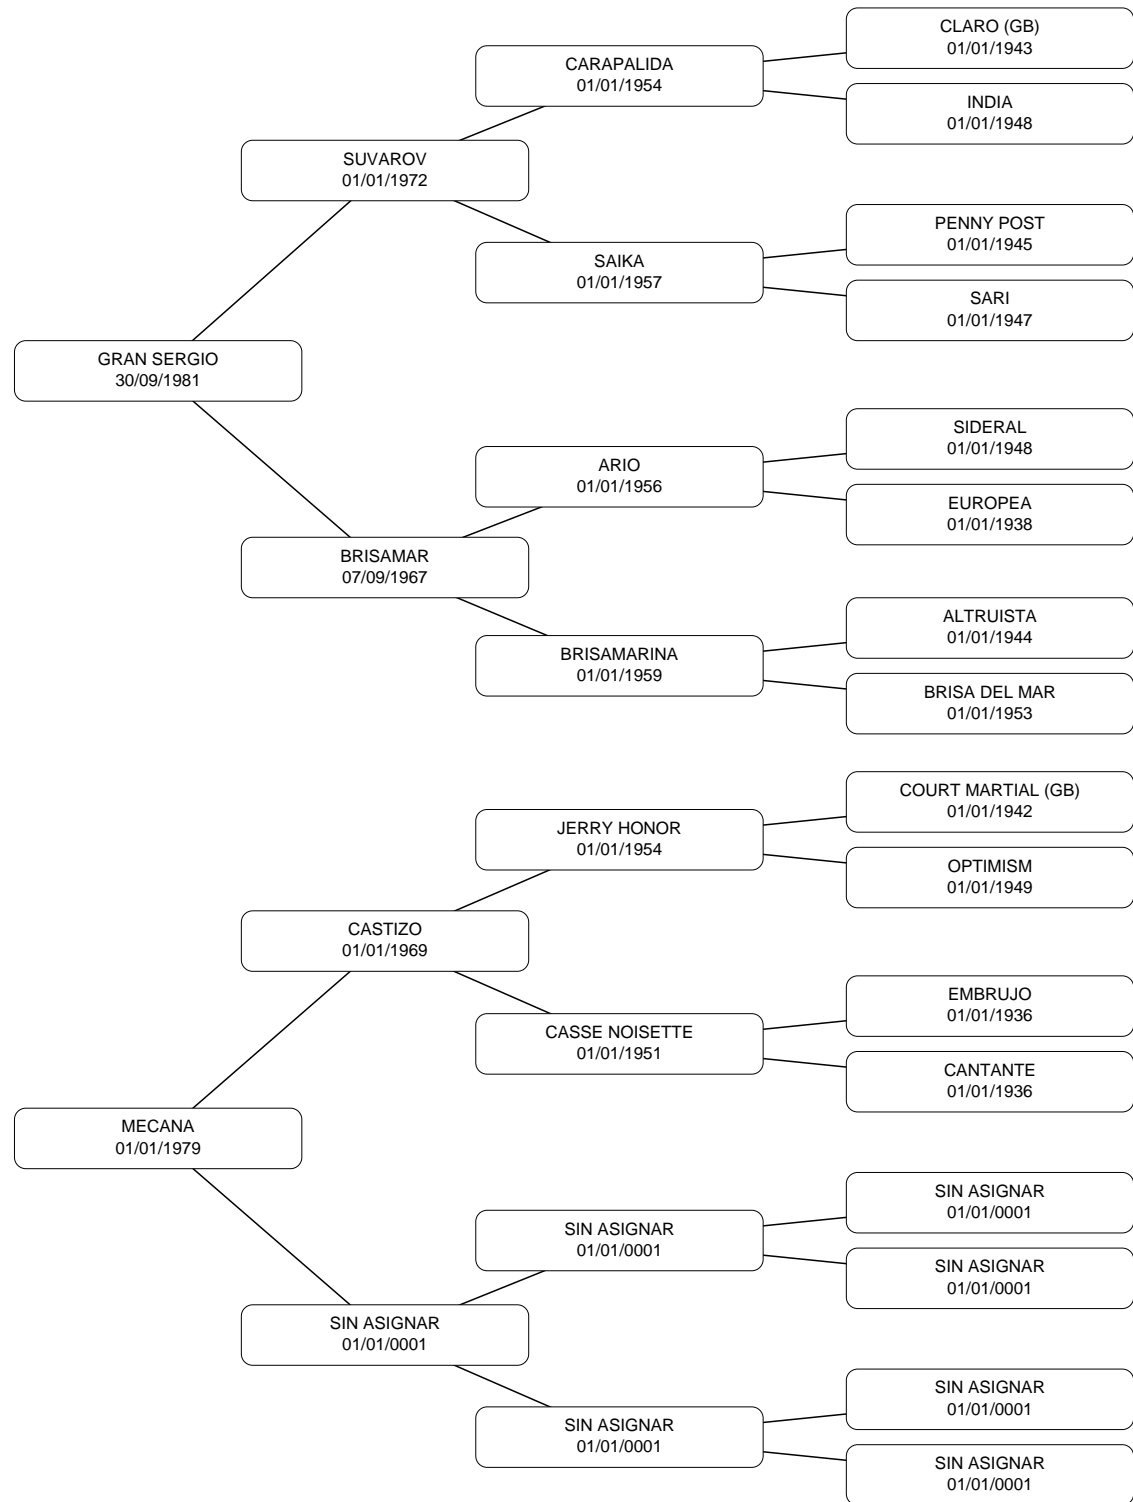 CLARO (GB)
01/01/1943
CARAPALIDA
01/01/1954
INDIA
01/01/1948
SUVAROV
01/01/1972
PENNY POST
01/01/1945
SAIKA
01/01/1957
SARI
01/01/1947
GRAN SERGIO
30/09/1981
SIDERAL
01/01/1948
ARIO
01/01/1956
EUROPEA
01/01/1938
BRISAMAR
07/09/1967
ALTRUISTA
01/01/1944
BRISAMARINA
01/01/1959
BRISA DEL MAR
01/01/1953
COURT MARTIAL (GB)
01/01/1942
JERRY HONOR
01/01/1954
OPTIMISM
01/01/1949
CASTIZO
01/01/1969
EMBRUJO
01/01/1936
CASSE NOISETTE
01/01/1951
CANTANTE
01/01/1936
MECANA
01/01/1979
SIN ASIGNAR
01/01/0001
SIN ASIGNAR
01/01/0001
SIN ASIGNAR
01/01/0001
SIN ASIGNAR
01/01/0001
SIN ASIGNAR
01/01/0001
SIN ASIGNAR
01/01/0001
SIN ASIGNAR
01/01/0001